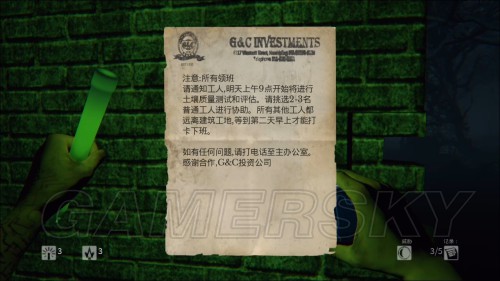 G&C INVESTMENTS
注意:所有领班
请通知工人,明天上午9点开始将进行
土壤质量测试和评估。请挑选2-3名
普通工人进行协助。所有其他工人都
远离建筑工地,等到第二天早上才能打
卡下班。
如有任何问题,请打电话至主办公室。
感谢合作,G&C投资公司
GAMERSKY
3
3
3/5